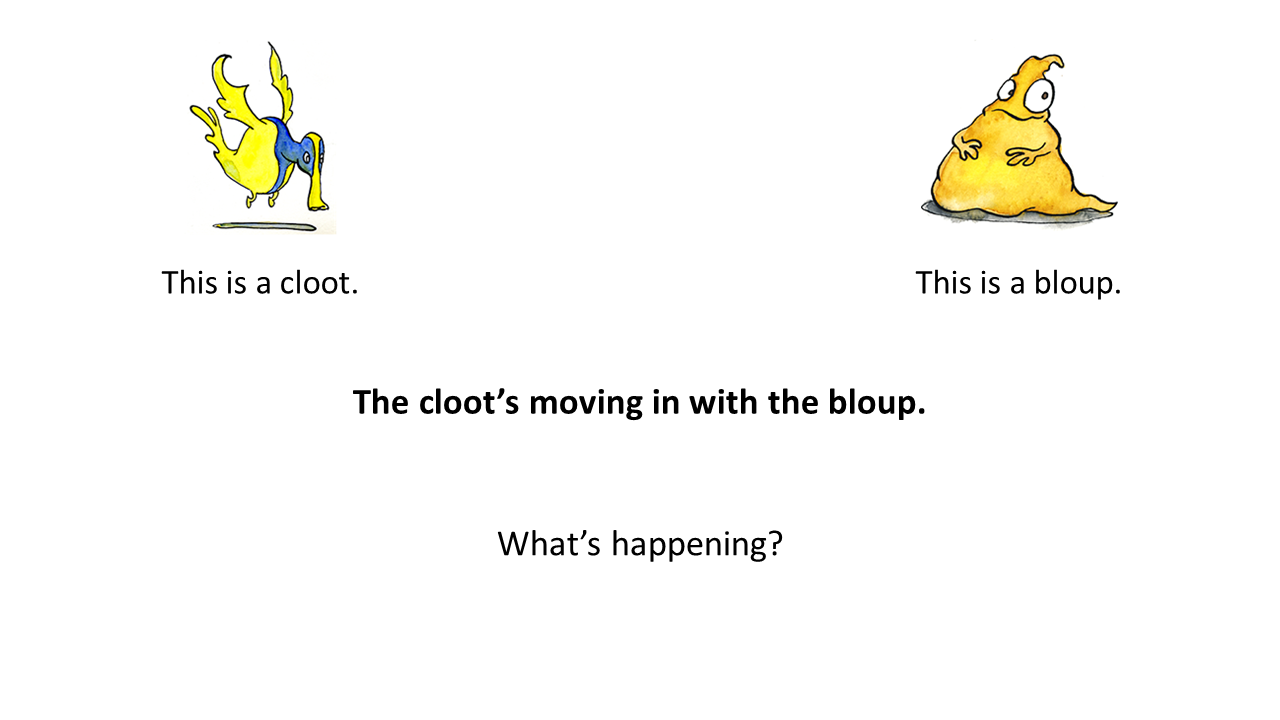 This is a cloot.
This is a bloup.
The cloot’s moving in with the bloup.
What’s happening?